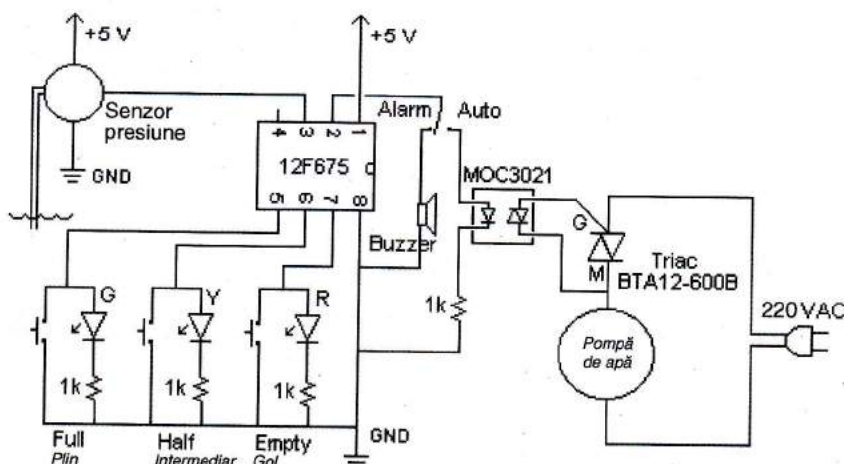 +5 V
+5 V
Senzor
presiune
GND
4 3 2 1
12F675
5 6 7 8
Alarm Auto
MOC3021
Buzzer
G
M
Triac
BTA12-600B
220VAC
1k
Pompă
de apă
G
Y
R
1k
1k
1k
GND
Full
Plin
Half
Intermediar
Empty
Gol